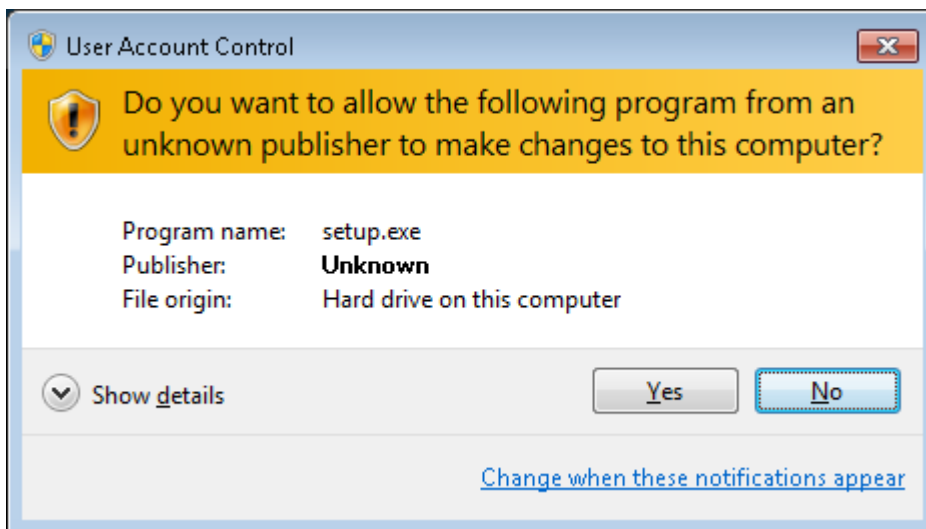 User Account Control
Do you want to allow the following program from an
unknown publisher to make changes to this computer?
Program name: setup.exe
Publisher: Unknown
File origin: Hard drive on this computer
Show details
Yes
No
Change when these notifications appear